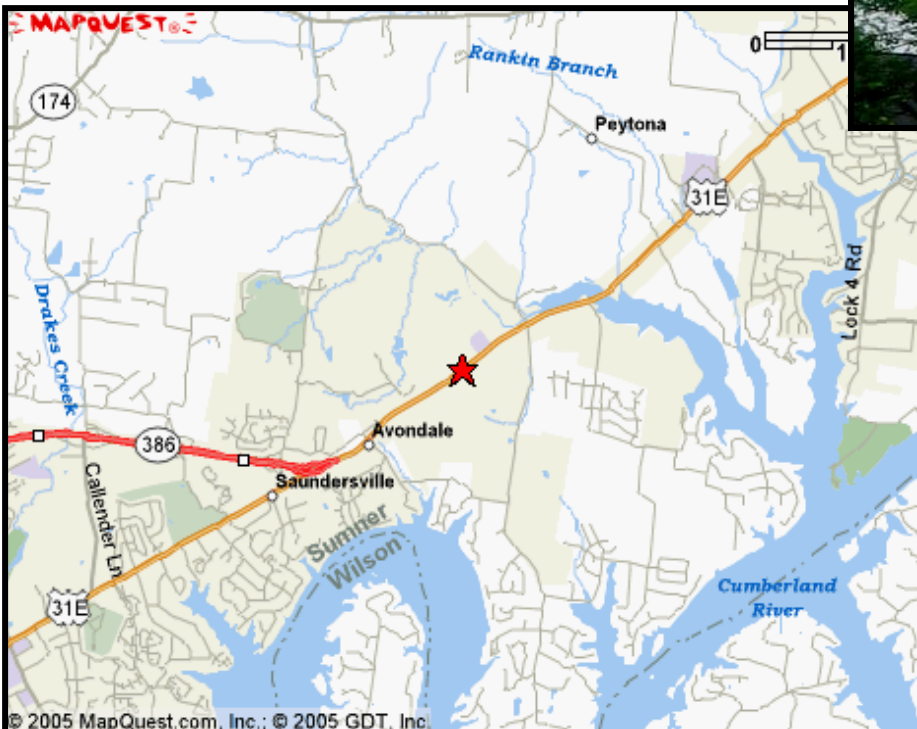 MAPQUEST®
0
1
Rankin Branch
174
Peytona
31E
Lock 4 Rd
Drakes Creek
386
Avondale
Saundersville
Callender Ln
Sumner
Wilson
Cumberland
River
31E
© 2005 MapQuest.com, Inc.; © 2005 GDT, Inc.